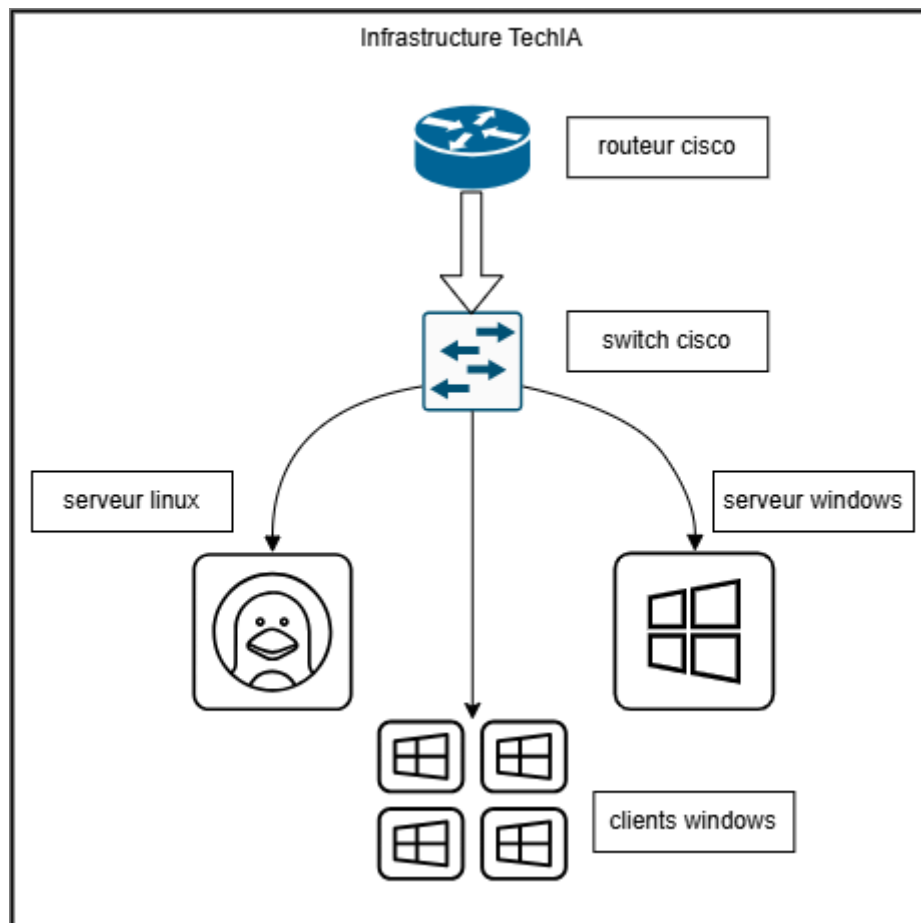 Infrastructure TechIA
routeur cisco
switch cisco
serveur linux
serveur windows
clients windows